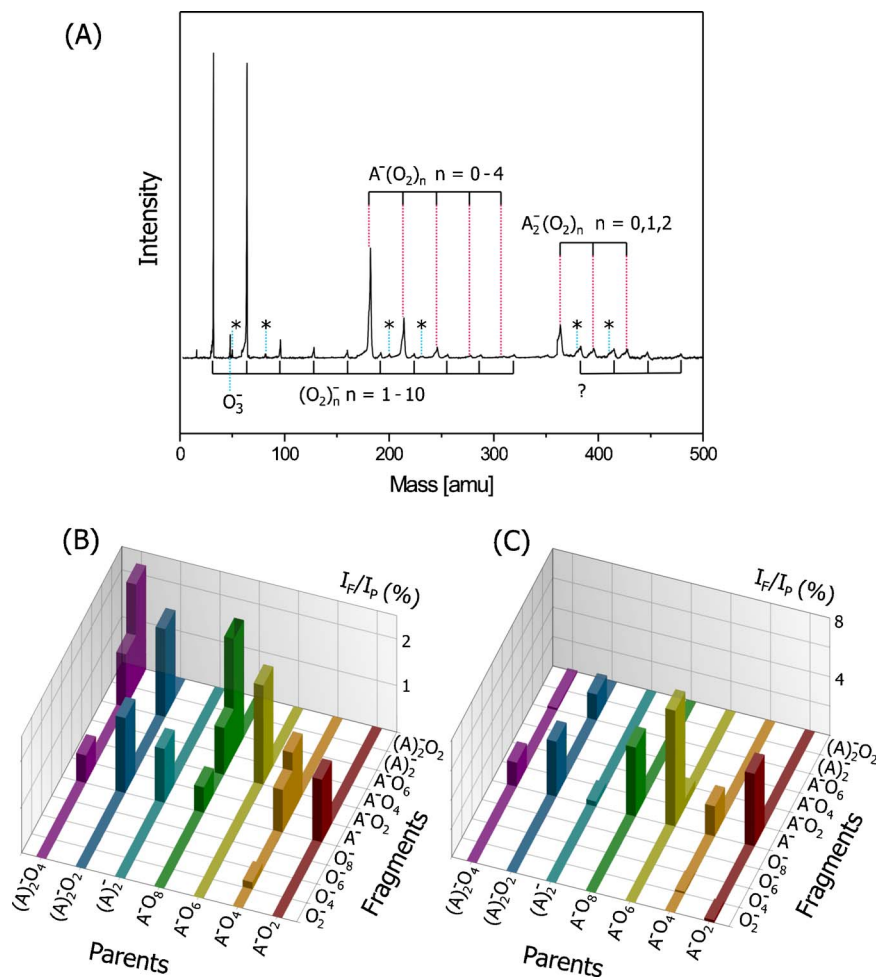 (A)
Intensity
A⁻(O₂)ₙ n = 0-4
A₂⁻(O₂)ₙ n = 0,1,2
* * * * * *
O₃⁻
(O₂)ₙ⁻ n = 1-10
?
0 100 200 300 400 500
Mass [amu]
(B)
I_F/I_P (%)
2
1
(A)₂⁻O₂
(A)₂⁻
A⁻O₆
A⁻O₄
A⁻O₂
A⁻
O₈⁻
O₆⁻
O₄⁻
O₂⁻
Fragments
(A)₂⁻O₄
(A)₂⁻O₂
(A)₂⁻
A⁻O₈
A⁻O₆
A⁻O₄
A⁻O₂
Parents
(C)
I_F/I_P (%)
8
4
(A)₂⁻O₂
(A)₂⁻
A⁻O₆
A⁻O₄
A⁻O₂
A⁻
O₈⁻
O₆⁻
O₄⁻
O₂⁻
Fragments
(A)₂⁻O₄
(A)₂⁻O₂
(A)₂⁻
A⁻O₈
A⁻O₆
A⁻O₄
A⁻O₂
Parents